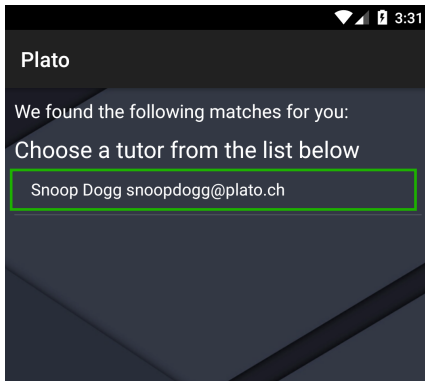 3:31
Plato
We found the following matches for you:
Choose a tutor from the list below
Snoop Dogg snoopdogg@plato.ch